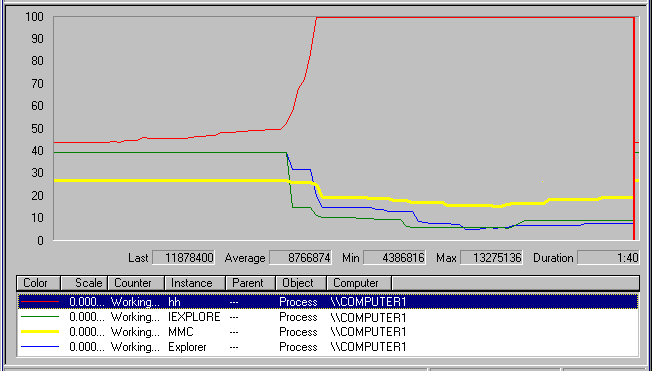 100
90
80
70
60
50
40
30
20
10
0
Last 11878400 Average 8766874 Min 4386816 Max 13275136 Duration 1:40
Color Scale Counter Instance Parent Object Computer
0.000... Working... hh --- Process \\COMPUTER1
0.000... Working... IEXPLORE --- Process \\COMPUTER1
0.000... Working... MMC --- Process \\COMPUTER1
0.000... Working... Explorer --- Process \\COMPUTER1